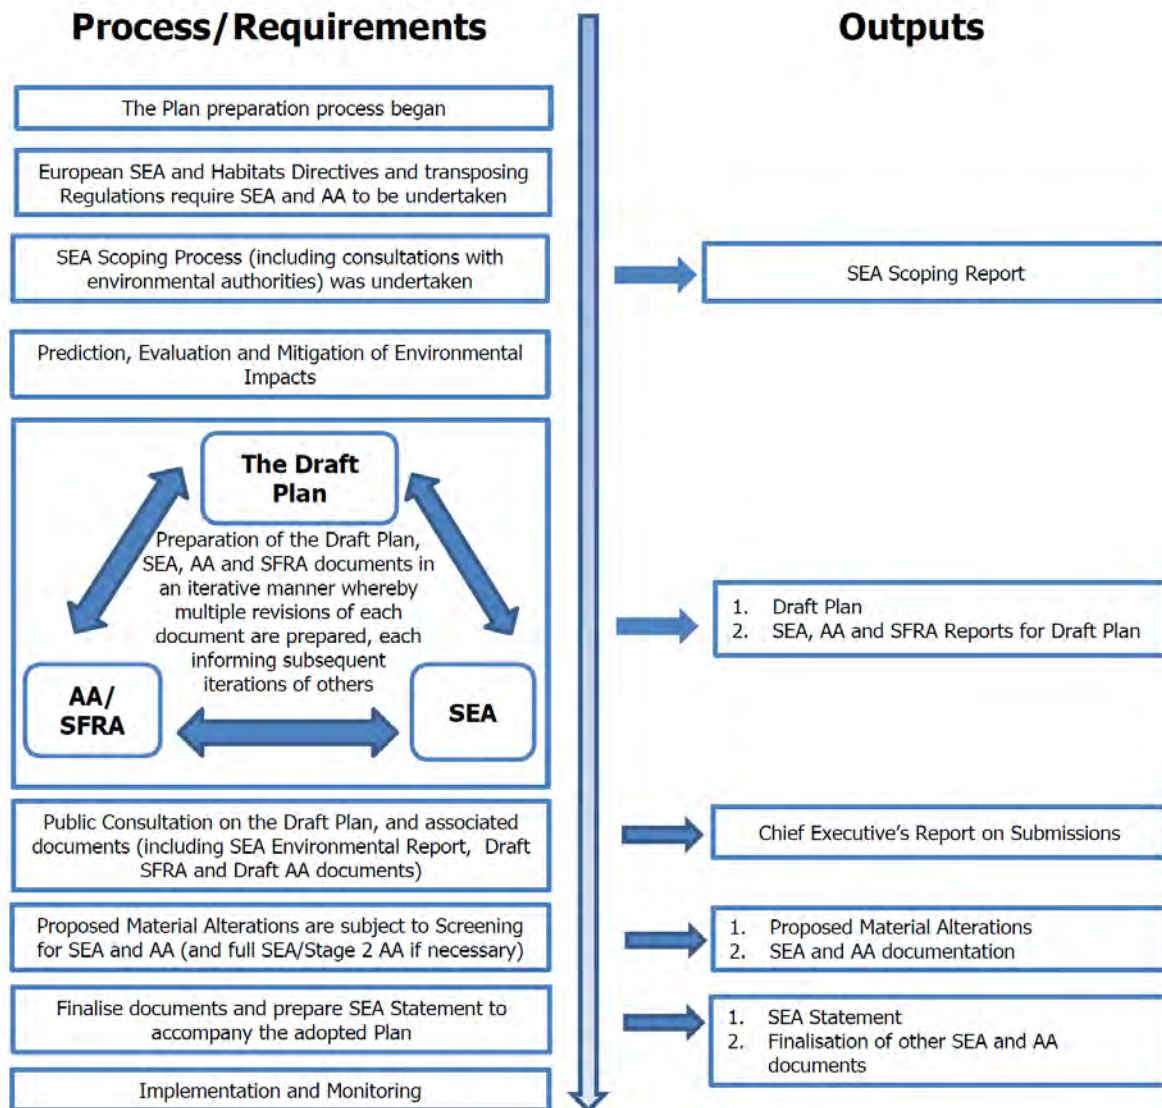 Process/Requirements
Outputs
The Plan preparation process began
European SEA and Habitats Directives and transposing
Regulations require SEA and AA to be undertaken
SEA Scoping Process (including consultations with
environmental authorities) was undertaken
SEA Scoping Report
Prediction, Evaluation and Mitigation of Environmental
Impacts
The Draft
Plan
Preparation of the Draft Plan,
SEA, AA and SFRA documents in
an iterative manner whereby
multiple revisions of each
document are prepared, each
informing subsequent
iterations of others
AA/
SFRA
SEA
1. Draft Plan
2. SEA, AA and SFRA Reports for Draft Plan
Public Consultation on the Draft Plan, and associated
documents (including SEA Environmental Report, Draft
SFRA and Draft AA documents)
Chief Executive's Report on Submissions
Proposed Material Alterations are subject to Screening
for SEA and AA (and full SEA/Stage 2 AA if necessary)
1. Proposed Material Alterations
2. SEA and AA documentation
Finalise documents and prepare SEA Statement to
accompany the adopted Plan
1. SEA Statement
2. Finalisation of other SEA and AA
documents
Implementation and Monitoring